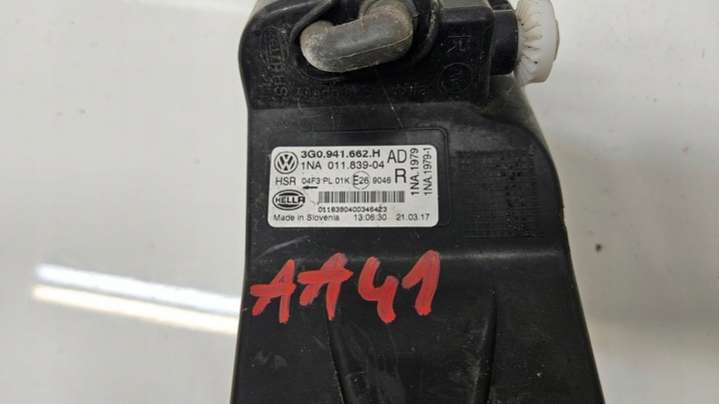 3G0.941.662.H AD
1NA 011.839-04
HSR 04F3 PL 01K E26 9046 R
1NA.1979
1NA.1979-1
HELLA
0118390400346423
Made in Slovenia 13:06:30 21.03.17
AA41